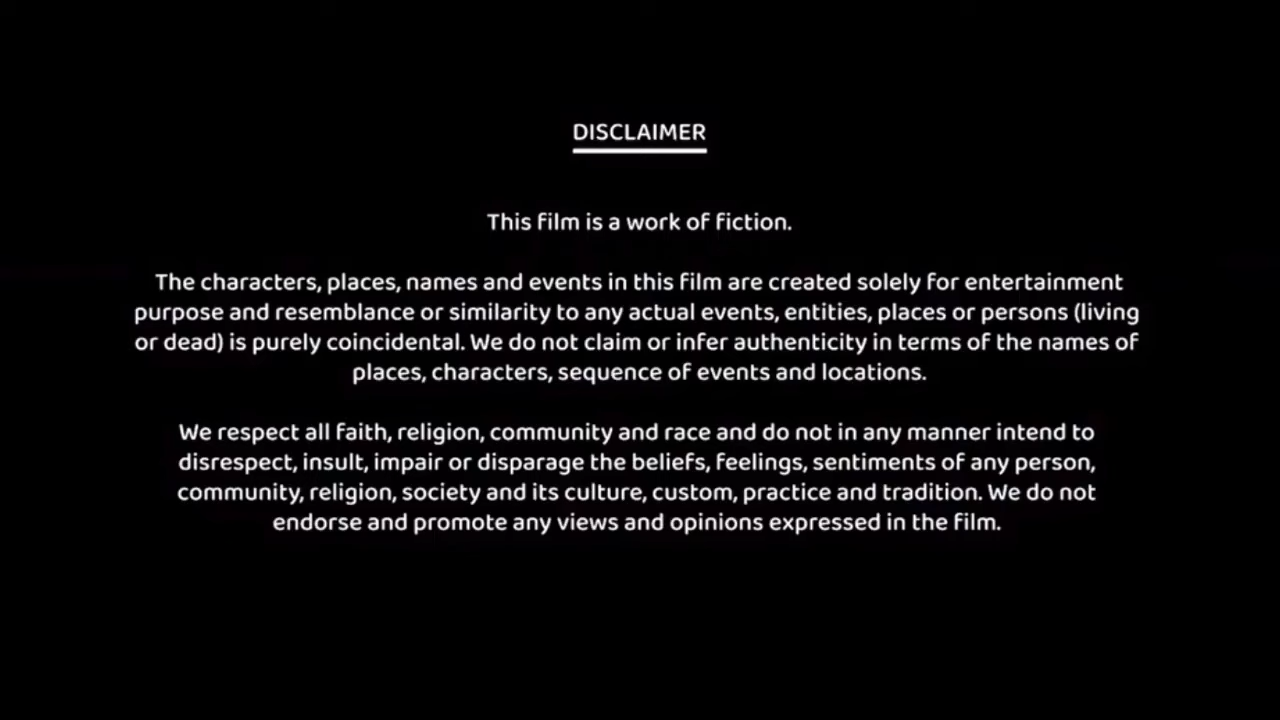 DISCLAIMER
This film is a work of fiction.
The characters, places, names and events in this film are created solely for entertainment
purpose and resemblance or similarity to any actual events, entities, places or persons (living
or dead) is purely coincidental. We do not claim or infer authenticity in terms of the names of
places, characters, sequence of events and locations.
We respect all faith, religion, community and race and do not in any manner intend to
disrespect, insult, impair or disparage the beliefs, feelings, sentiments of any person,
community, religion, society and its culture, custom, practice and tradition. We do not
endorse and promote any views and opinions expressed in the film.